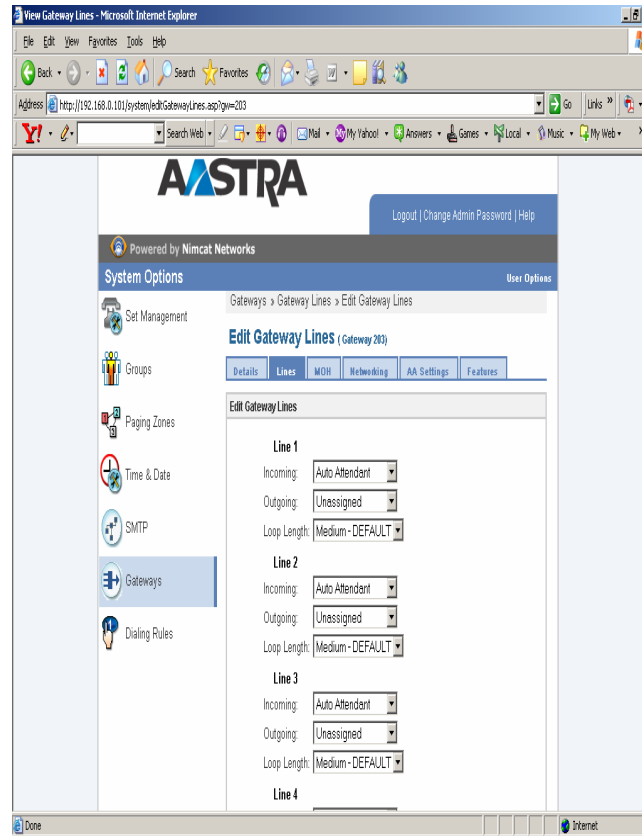 View Gateway Lines - Microsoft Internet Explorer
File Edit View Favorites Tools Help
Back Search Favorites
Address http://192.168.0.101/system/editGatewayLines.asp?gw=203 Go Links »
Y! Search Web Mail My Yahoo! Answers Games Local Music My Web »
AASTRA
Logout | Change Admin Password | Help
Powered by Nimcat Networks
System Options User Options
Set Management
Groups
Paging Zones
Time & Date
SMTP
Gateways
Dialing Rules
Gateways » Gateway Lines » Edit Gateway Lines
Edit Gateway Lines ( Gateway 203)
Details Lines MOH Networking AA Settings Features
Edit Gateway Lines
Line 1
Incoming: Auto Attendant
Outgoing: Unassigned
Loop Length: Medium - DEFAULT
Line 2
Incoming: Auto Attendant
Outgoing: Unassigned
Loop Length: Medium - DEFAULT
Line 3
Incoming: Auto Attendant
Outgoing: Unassigned
Loop Length: Medium - DEFAULT
Line 4
Done Internet